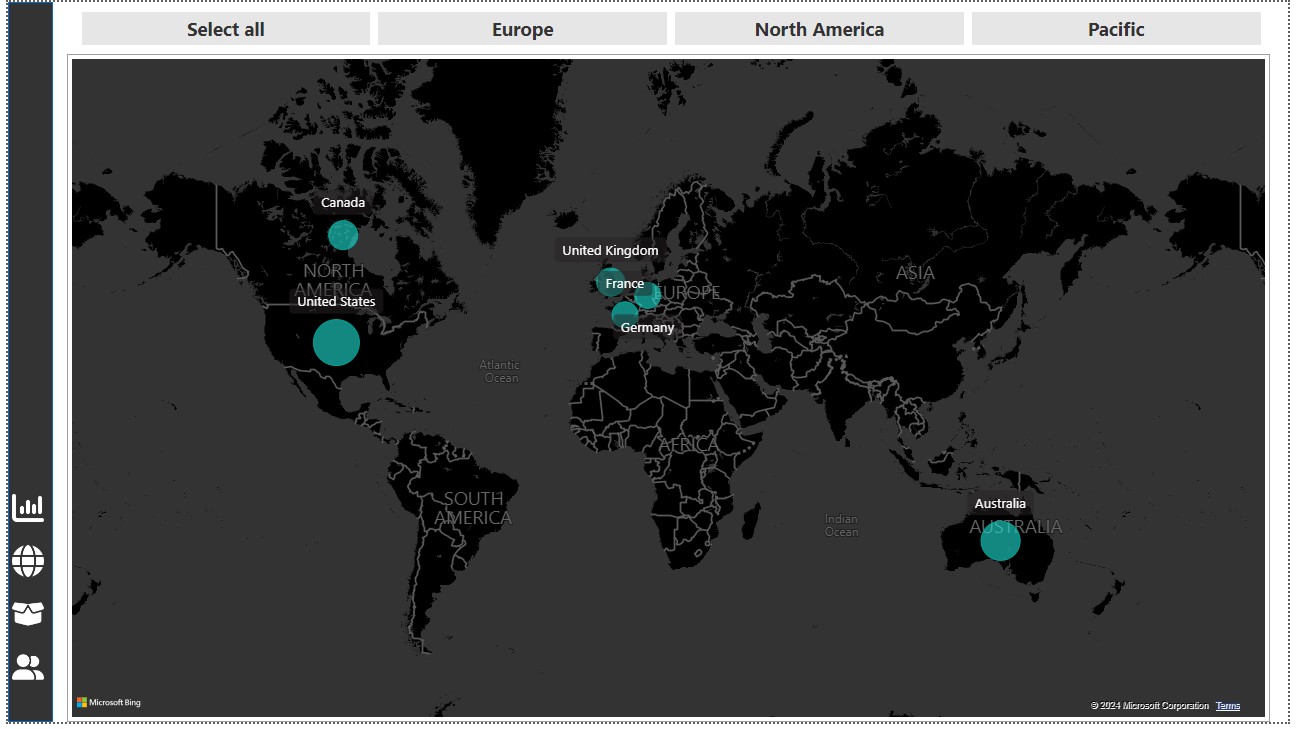 Select all
Europe
North America
Pacific
Canada
United Kingdom
NORTH
AMERICA
ASIA
France
EUROPE
United States
Germany
Atlantic
Ocean
AFRICA
SOUTH
AMERICA
Australia
Indian
Ocean
AUSTRALIA
Microsoft Bing
© 2024 Microsoft Corporation Terms